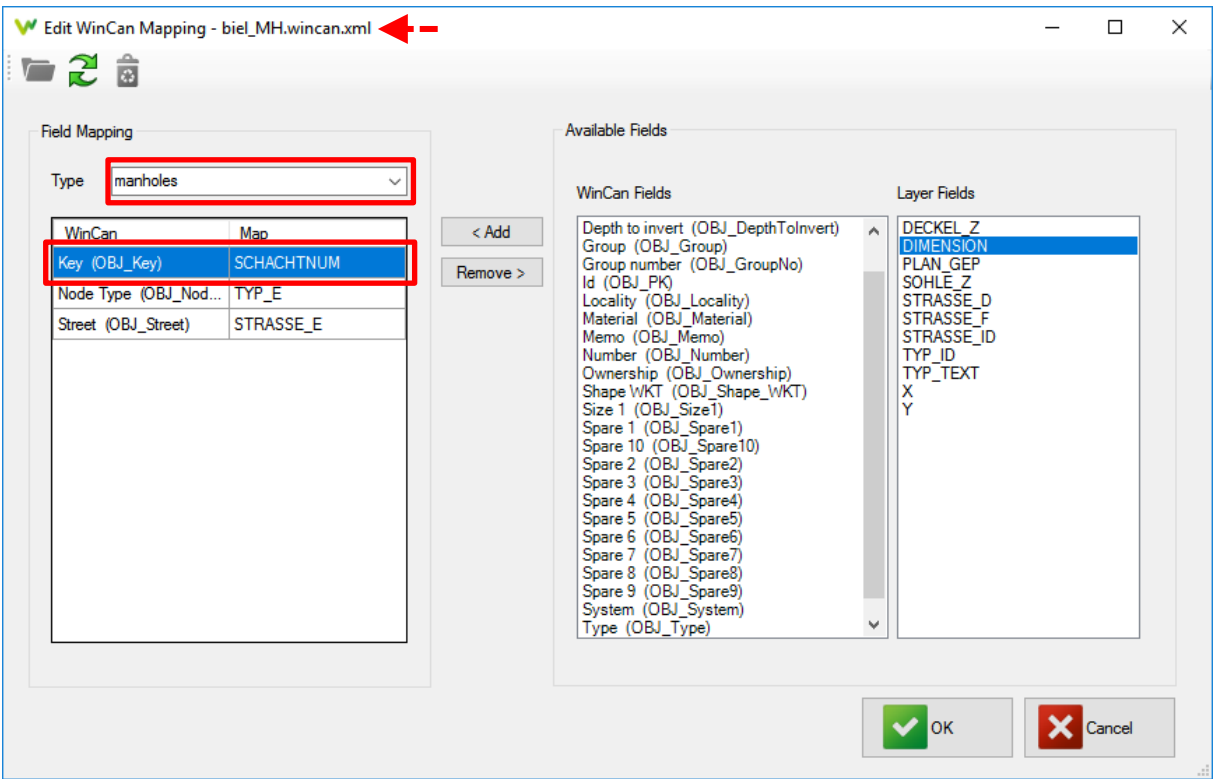 Edit WinCan Mapping - biel_MH.wincan.xml
Field Mapping
Type manholes
WinCan Map
Key (OBJ_Key) SCHACHTNUM
Node Type (OBJ_Nod... TYP_E
Street (OBJ_Street) STRASSE_E
< Add
Remove >
Available Fields
WinCan Fields
Depth to invert (OBJ_DepthToInvert)
Group (OBJ_Group)
Group number (OBJ_GroupNo)
Id (OBJ_PK)
Locality (OBJ_Locality)
Material (OBJ_Material)
Memo (OBJ_Memo)
Number (OBJ_Number)
Ownership (OBJ_Ownership)
Shape WKT (OBJ_Shape_WKT)
Size 1 (OBJ_Size1)
Spare 1 (OBJ_Spare1)
Spare 10 (OBJ_Spare10)
Spare 2 (OBJ_Spare2)
Spare 3 (OBJ_Spare3)
Spare 4 (OBJ_Spare4)
Spare 5 (OBJ_Spare5)
Spare 6 (OBJ_Spare6)
Spare 7 (OBJ_Spare7)
Spare 8 (OBJ_Spare8)
Spare 9 (OBJ_Spare9)
System (OBJ_System)
Type (OBJ_Type)
Layer Fields
DECKEL_Z
DIMENSION
PLAN_GEP
SOHLE_Z
STRASSE_D
STRASSE_F
STRASSE_ID
TYP_ID
TYP_TEXT
X
Y
OK
Cancel